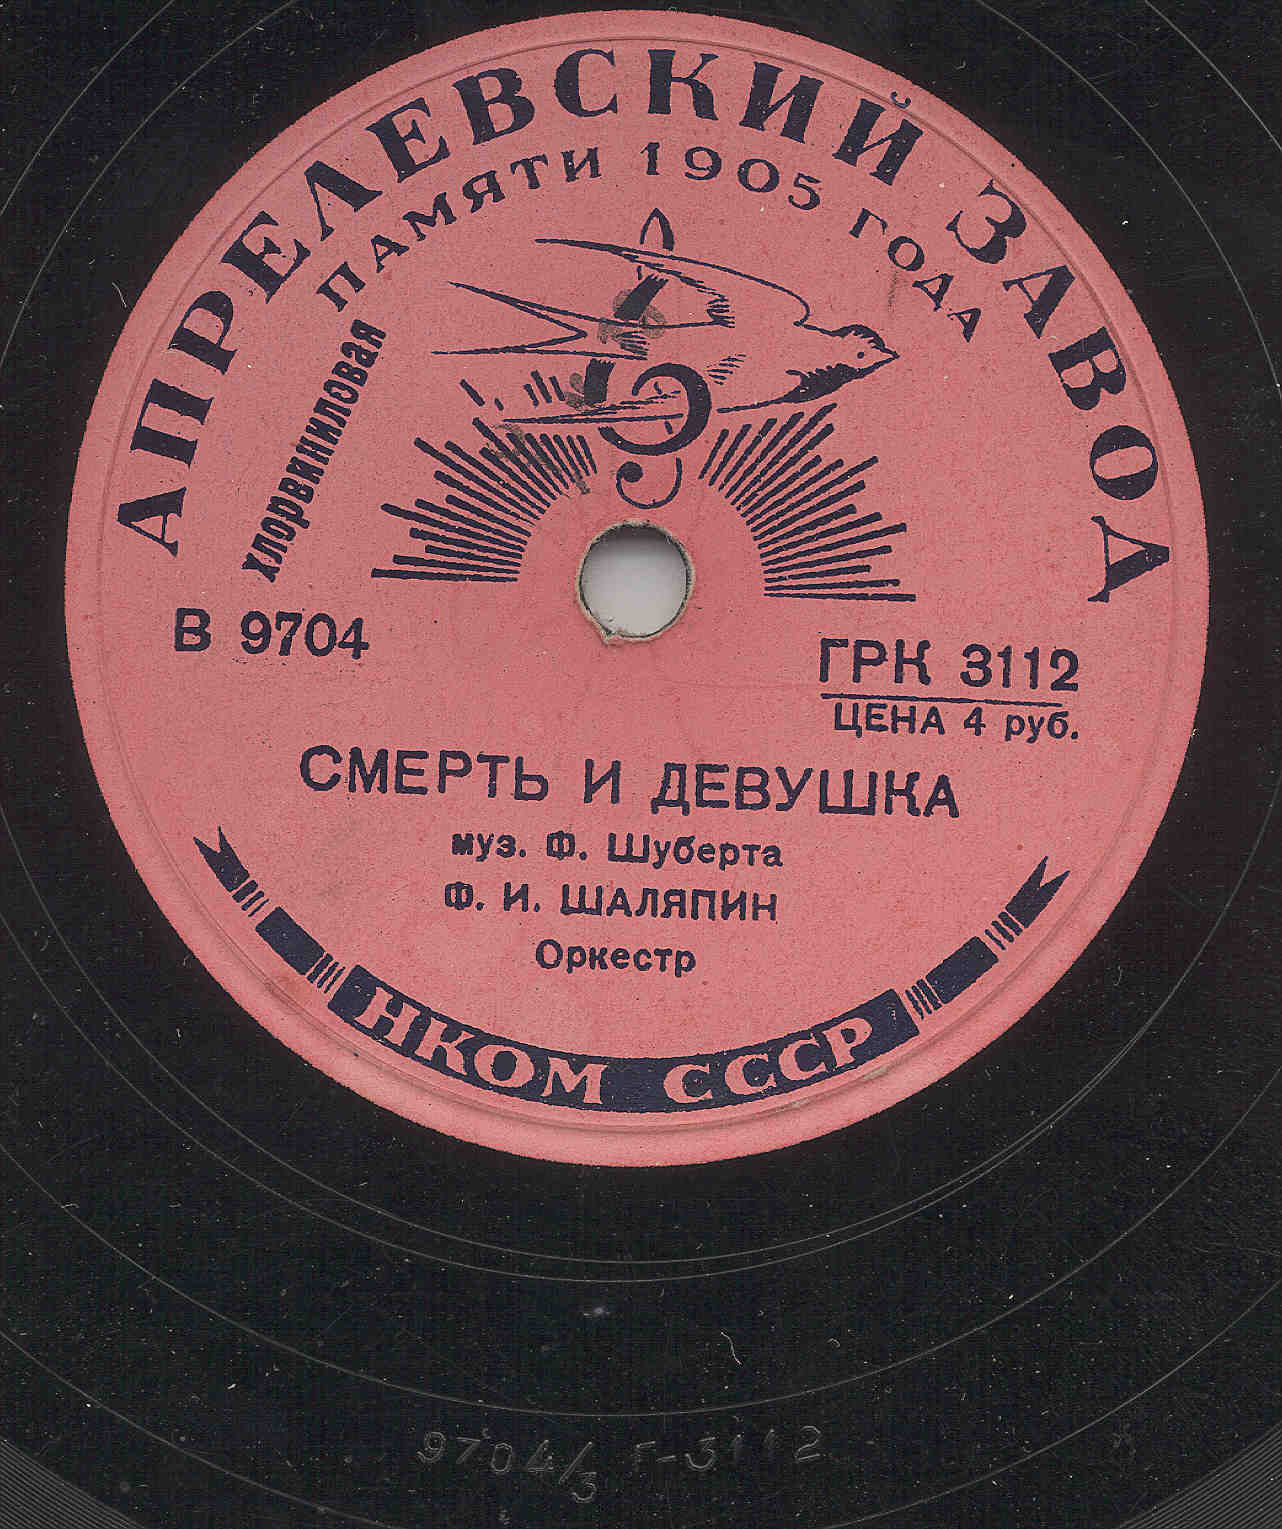 АПРЕЛЕВСКИЙ ЗАВОД
ПАМЯТИ 1905 ГОДА
хлорвиниловая
В 9704
ГРК 3112
ЦЕНА 4 руб.
СМЕРТЬ И ДЕВУШКА
муз. Ф. Шуберта
Ф. И. ШАЛЯПИН
Оркестр
НКОМ СССР
9704/3 Г-3112